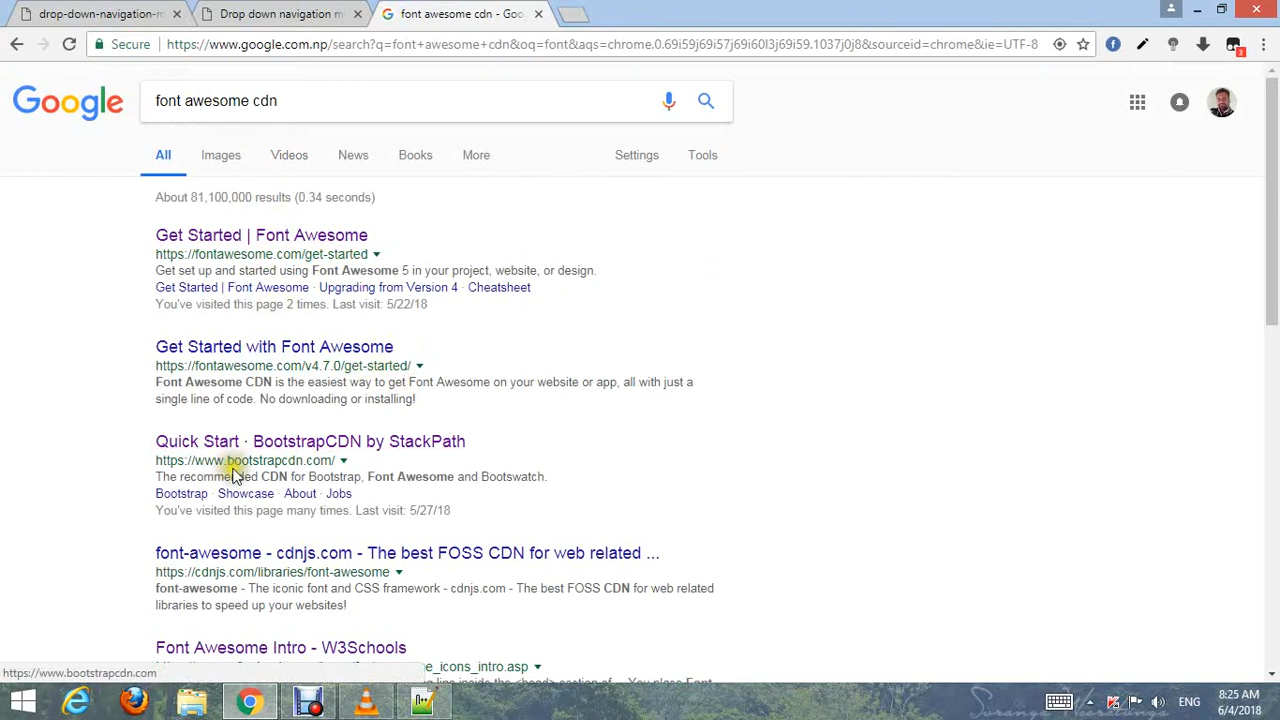 drop-down-navigation-m
Drop down navigation m
font awesome cdn - Goo
Secure
https://www.google.com.np/search?q=font+awesome+cdn&oq=font&aqs=chrome.0.69i59j69i57j69i60l3j69i59.1037j0j8&sourceid=chrome&ie=UTF-8
3
Google
font awesome cdn
All Images Videos News Books More Settings Tools
About 81,100,000 results (0.34 seconds)
Get Started | Font Awesome
https://fontawesome.com/get-started
Get set up and started using Font Awesome 5 in your project, website, or design.
Get Started | Font Awesome · Upgrading from Version 4 · Cheatsheet
You've visited this page 2 times. Last visit: 5/22/18
Get Started with Font Awesome
https://fontawesome.com/v4.7.0/get-started/
Font Awesome CDN is the easiest way to get Font Awesome on your website or app, all with just a
single line of code. No downloading or installing!
Quick Start · BootstrapCDN by StackPath
https://www.bootstrapcdn.com/
The recommended CDN for Bootstrap, Font Awesome and Bootswatch.
Bootstrap · Showcase · About · Jobs
You've visited this page many times. Last visit: 5/27/18
font-awesome - cdnjs.com - The best FOSS CDN for web related ...
https://cdnjs.com/libraries/font-awesome
font-awesome - The iconic font and CSS framework - cdnjs.com - The best FOSS CDN for web related
libraries to speed up your websites!
Font Awesome Intro - W3Schools
e_icons_intro.asp
https://www.bootstrapcdn.com
ENG
8:25 AM
6/4/2018